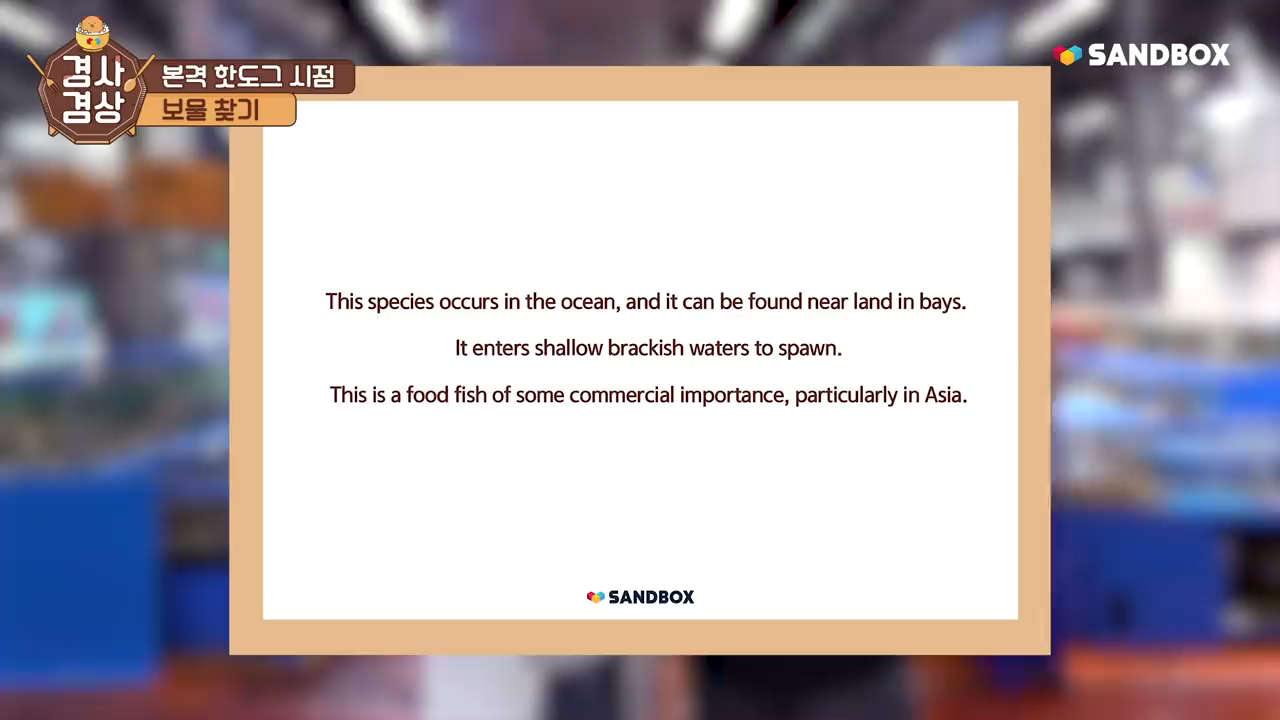 겸사
겸상
본격 핫도그 시점
보물 찾기
SANDBOX
This species occurs in the ocean, and it can be found near land in bays.
It enters shallow brackish waters to spawn.
This is a food fish of some commercial importance, particularly in Asia.
SANDBOX